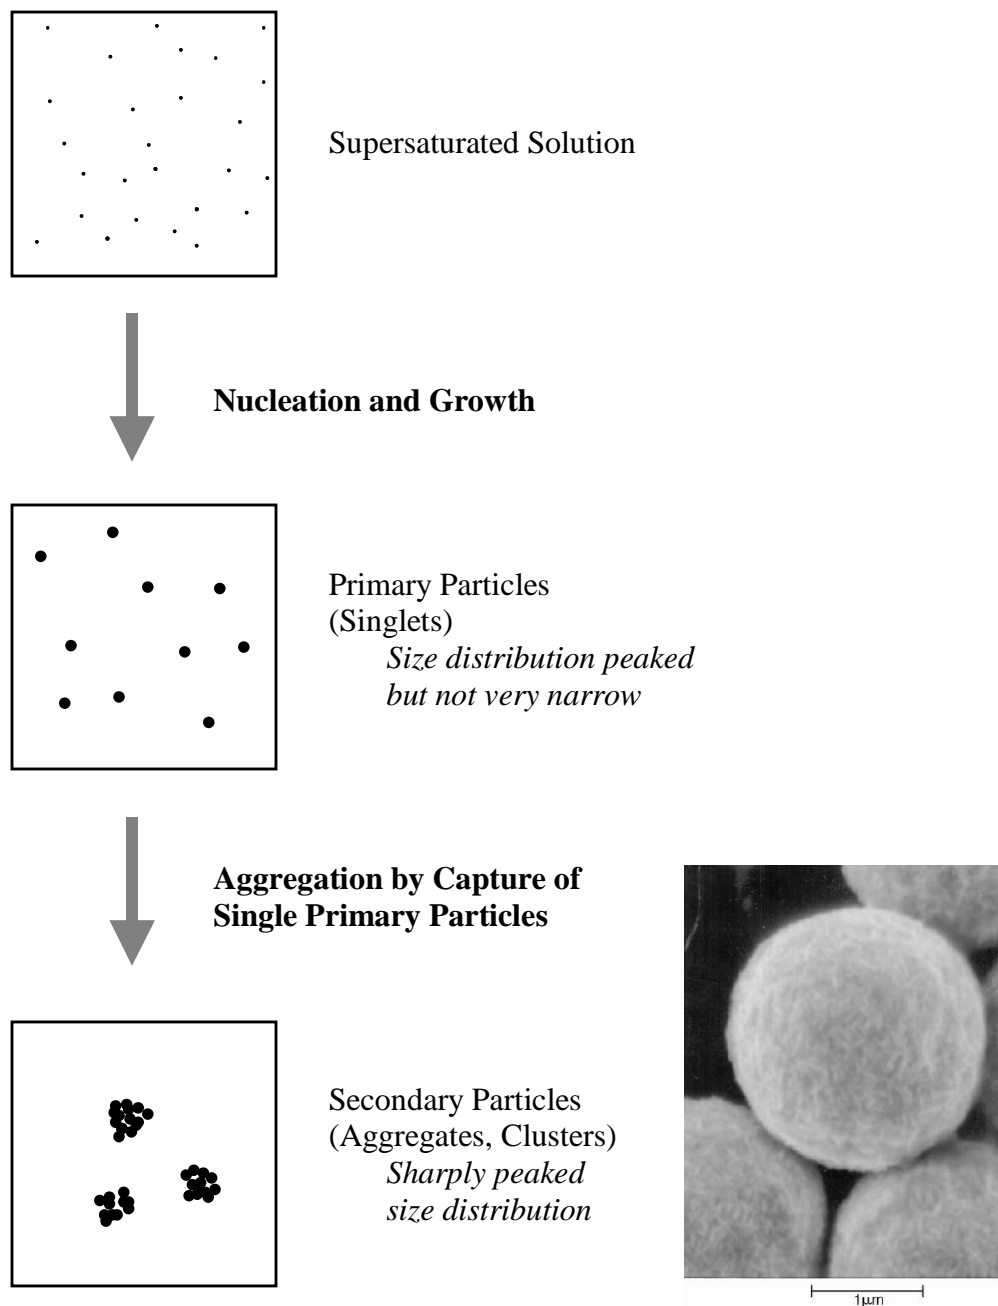 Supersaturated Solution
Nucleation and Growth
Primary Particles
(Singlets)
Size distribution peaked
but not very narrow
Aggregation by Capture of
Single Primary Particles
Secondary Particles
(Aggregates, Clusters)
Sharply peaked
size distribution
1μm